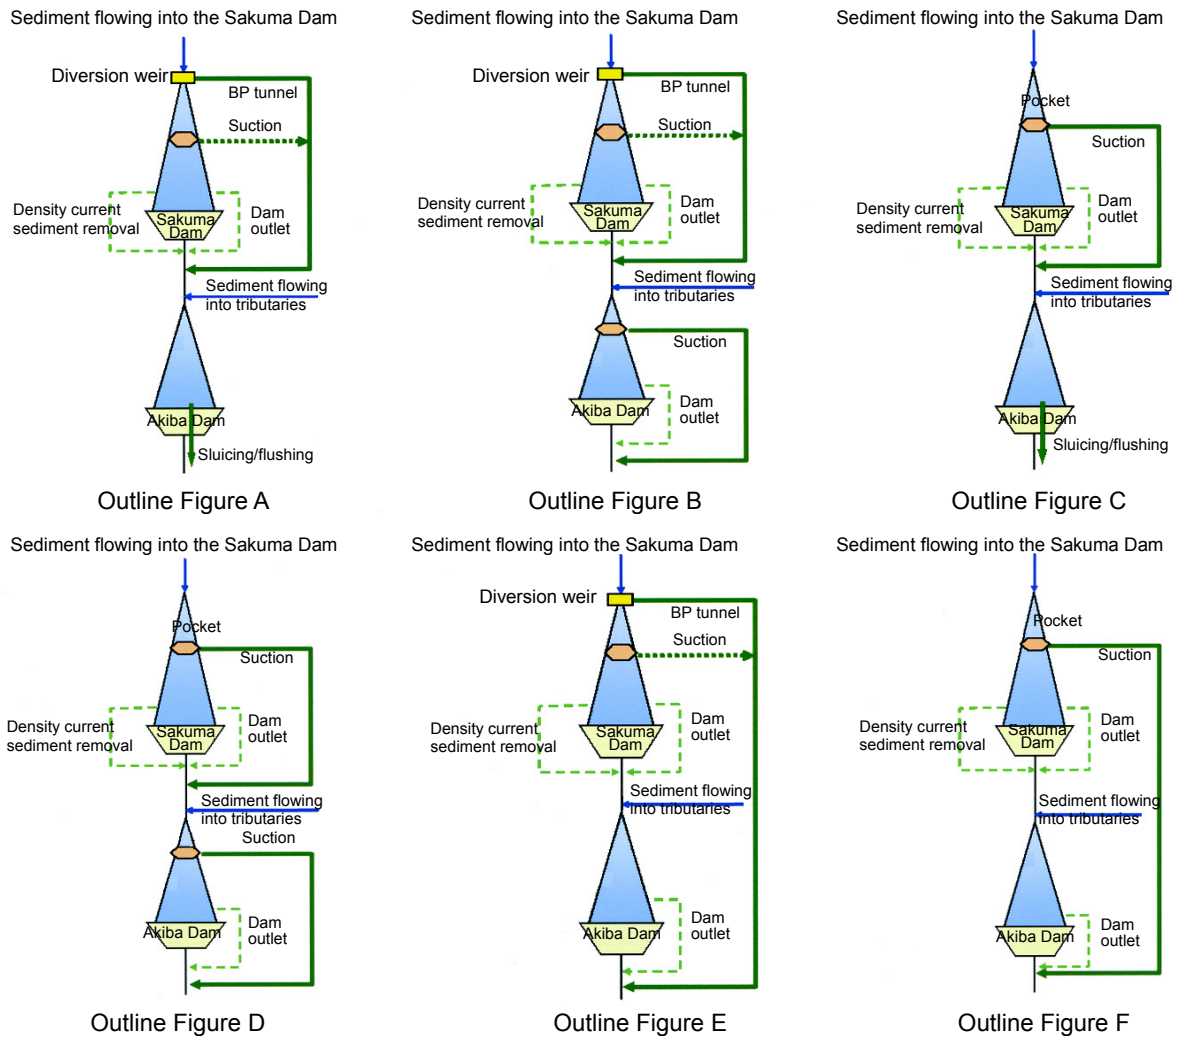 Sediment flowing into the Sakuma Dam
Diversion weir
BP tunnel
Suction
Density current
sediment removal
Sakuma
Dam
Dam
outlet
Sediment flowing
into tributaries
Akiba Dam
Sluicing/flushing
Outline Figure A
Sediment flowing into the Sakuma Dam
Diversion weir
BP tunnel
Suction
Density current
sediment removal
Sakuma
Dam
Dam
outlet
Sediment flowing
into tributaries
Suction
Akiba Dam
Dam
outlet
Outline Figure B
Sediment flowing into the Sakuma Dam
Pocket
Suction
Density current
sediment removal
Sakuma
Dam
Dam
outlet
Sediment flowing
into tributaries
Akiba Dam
Sluicing/flushing
Outline Figure C
Sediment flowing into the Sakuma Dam
Pocket
Suction
Density current
sediment removal
Sakuma
Dam
Dam
outlet
Sediment flowing
into tributaries
Suction
Akiba Dam
Dam
outlet
Outline Figure D
Sediment flowing into the Sakuma Dam
Diversion weir
BP tunnel
Suction
Density current
sediment removal
Sakuma
Dam
Dam
outlet
Sediment flowing
into tributaries
Akiba Dam
Dam
outlet
Outline Figure E
Sediment flowing into the Sakuma Dam
Pocket
Suction
Density current
sediment removal
Sakuma
Dam
Dam
outlet
Sediment flowing
into tributaries
Akiba Dam
Dam
outlet
Outline Figure F